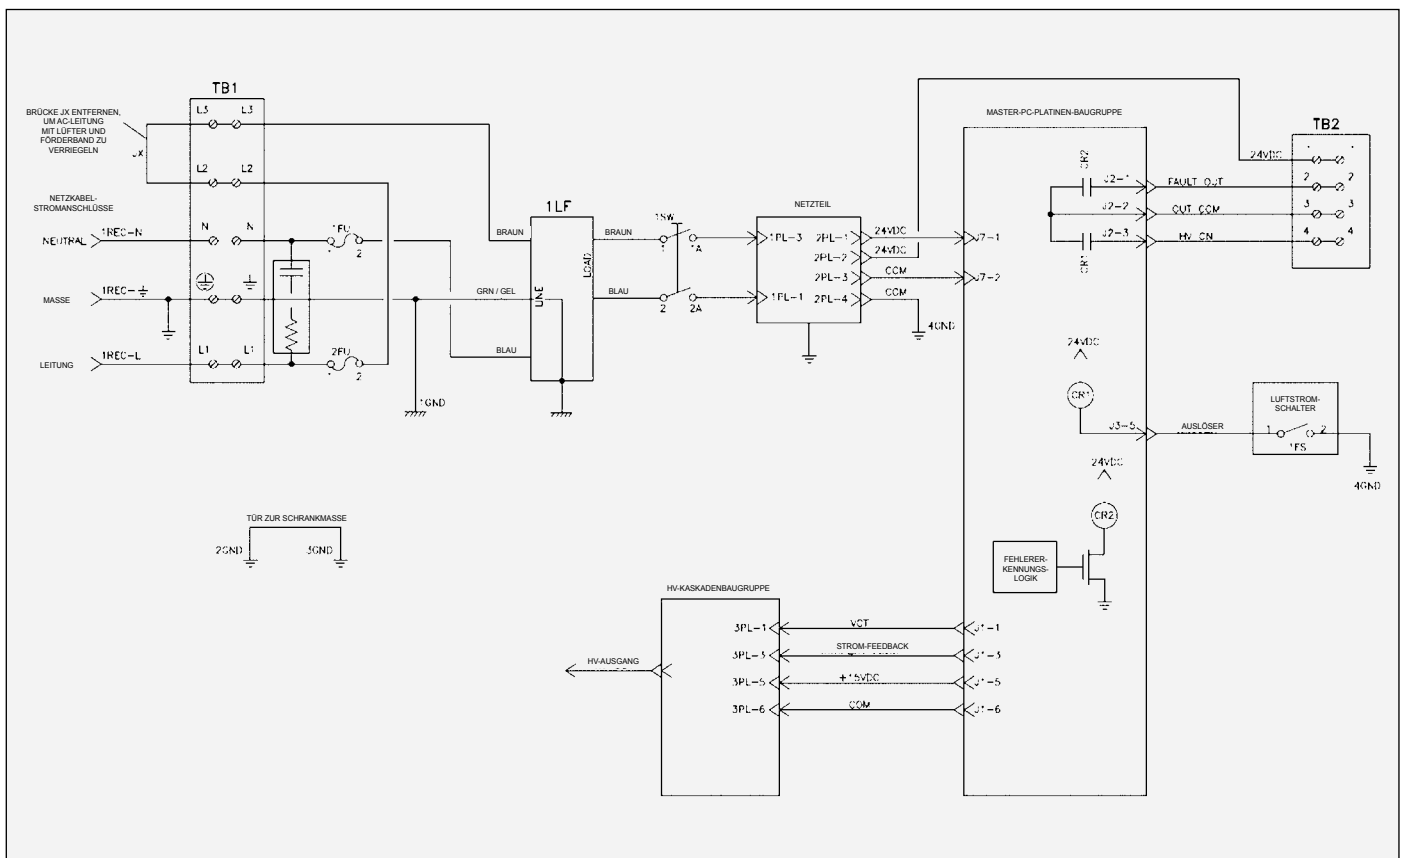 TB1
BRÜCKE JX ENTFERNEN,
UM AC-LEITUNG
MIT LÜFTER UND
FÖRDERBAND ZU
VERRIEGELN
JX
L3 L3
L2 L2
NETZKABEL-
STROMANSCHLÜSSE
NEUTRAL 1REC-N
N N
1FU
1 2
MASSE 1REC-
LEITUNG 1REC-L
L1 L1
2FU
1 2
1GND
GRN / GEL
BLAU
BRAUN
1LF
LINE
LOAD
BRAUN
BLAU
1SW
1 1A
2 2A
NETZTEIL
1PL-3 2PL-1 24VDC
2PL-2 24VDC
2PL-3 COM
1PL-1 2PL-4 COM
4GND
MASTER-PC-PLATINEN-BAUGRUPPE
J7-1
J7-2
CR2
CR1
J2-1 FAULT OUT
J2-2 OUT COM
J2-3 HV ON
TB2
24VDC 1 1
2 2
3 3
4 4
24VDC
CR1
J3-5 AUSLÖSER
LUFTSTROM-
SCHALTER
1 2
1FS
4GND
24VDC
CR2
FEHLERER-
KENNUNGS-
LOGIK
TÜR ZUR SCHRANKMASSE
2GND 3GND
HV-KASKADENBAUGRUPPE
HV-AUSGANG
3PL-1 VCT J1-1
3PL-3 STROM-FEEDBACK J1-3
3PL-5 +15VDC J1-5
3PL-6 COM J1-6